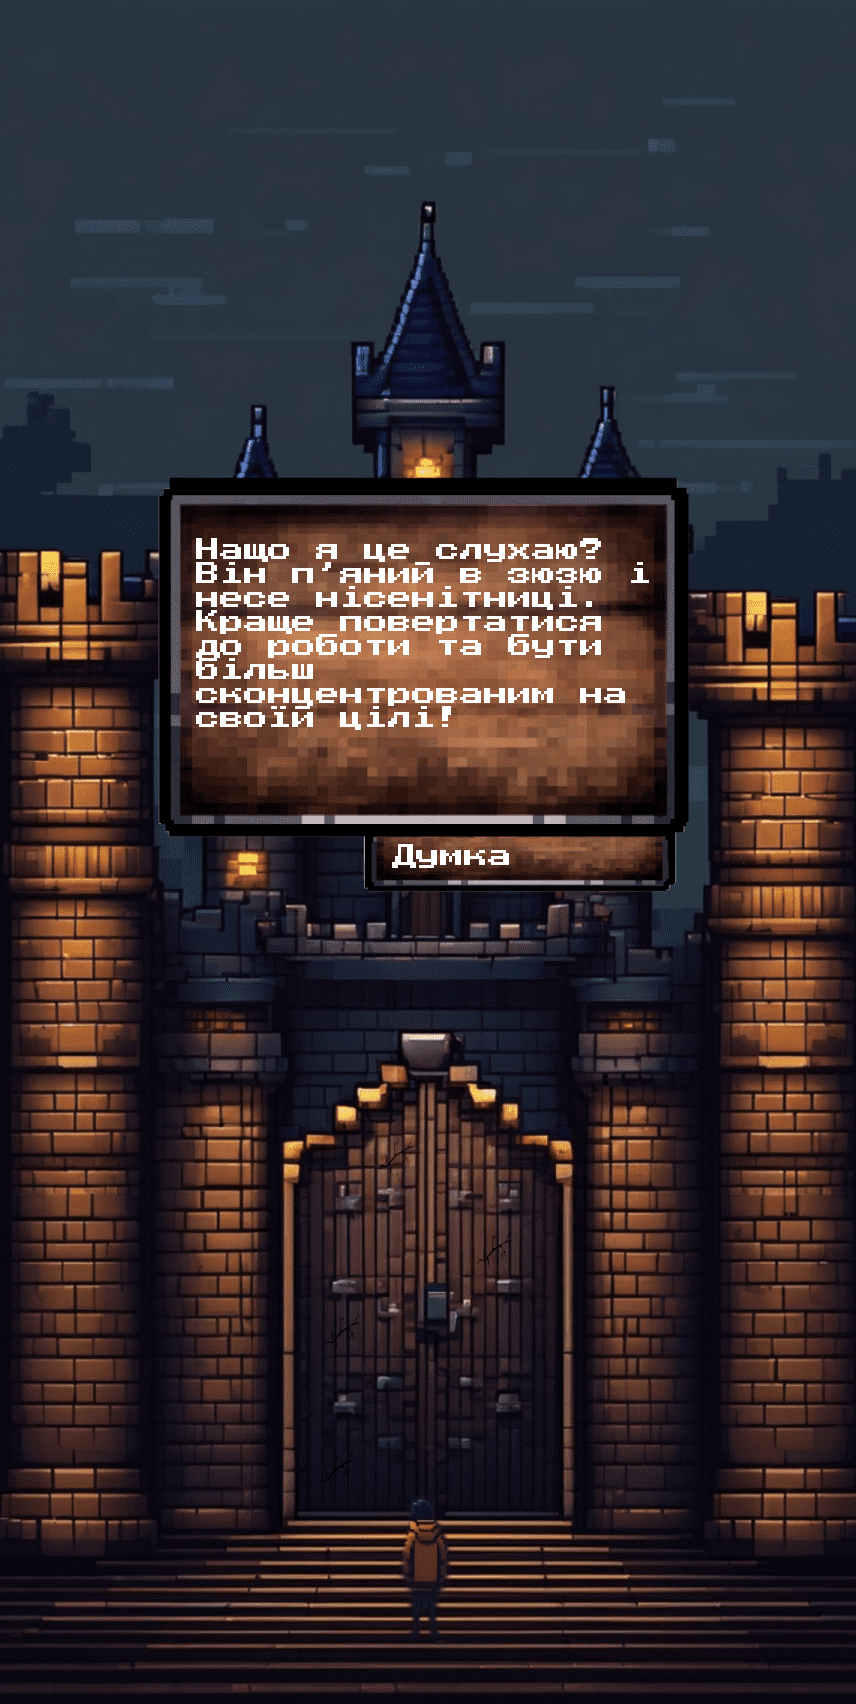 Нащо я це слухаю?
Він п'яний в зюзю і
несе нісенітниці.
Краще повертатися
до роботи та бути
більш
сконцентрованим на
своїй цілі!
Думка